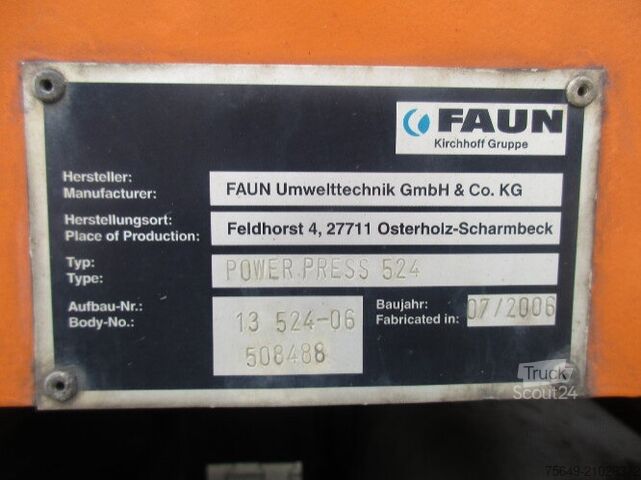 FAUN
Kirchhoff Gruppe
Hersteller:
Manufacturer:
FAUN Umwelttechnik GmbH & Co. KG
Herstellungsort:
Place of Production:
Feldhorst 4, 27711 Osterholz-Scharmbeck
Typ:
Type:
POWER PRESS 524
Aufbau-Nr.:
Body-No.:
13 524-06
508488
Baujahr:
Fabricated in:
07/2006
Truck
Scout24